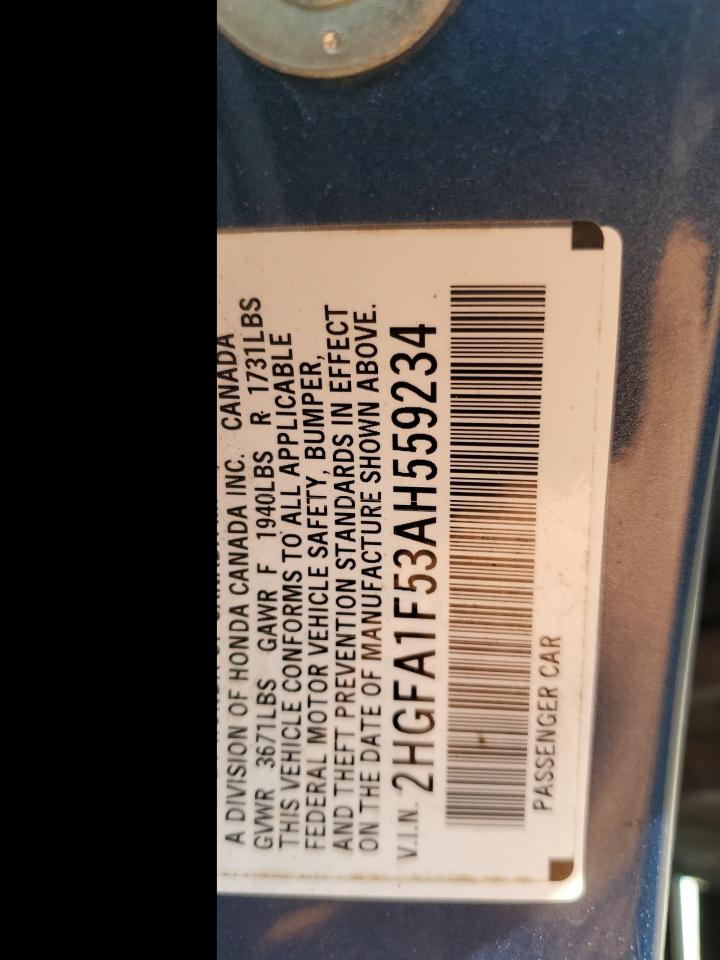 A DIVISION OF HONDA CANADA INC. CANADA
GVWR 3671LBS GAWR F 1940LBS R 1731LBS
THIS VEHICLE CONFORMS TO ALL APPLICABLE
FEDERAL MOTOR VEHICLE SAFETY, BUMPER,
AND THEFT PREVENTION STANDARDS IN EFFECT
ON THE DATE OF MANUFACTURE SHOWN ABOVE.
V.I.N. 2HGFA1F53AH559234
PASSENGER CAR